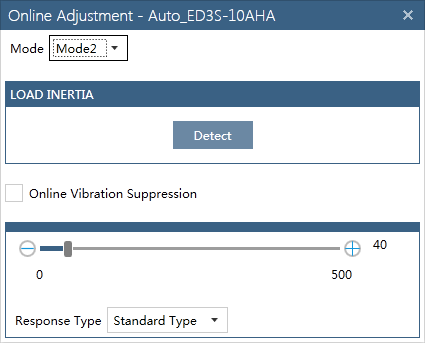 Online Adjustment - Auto_ED3S-10AHA
Mode Mode2
LOAD INERTIA
Detect
Online Vibration Suppression
40
0 500
Response Type Standard Type